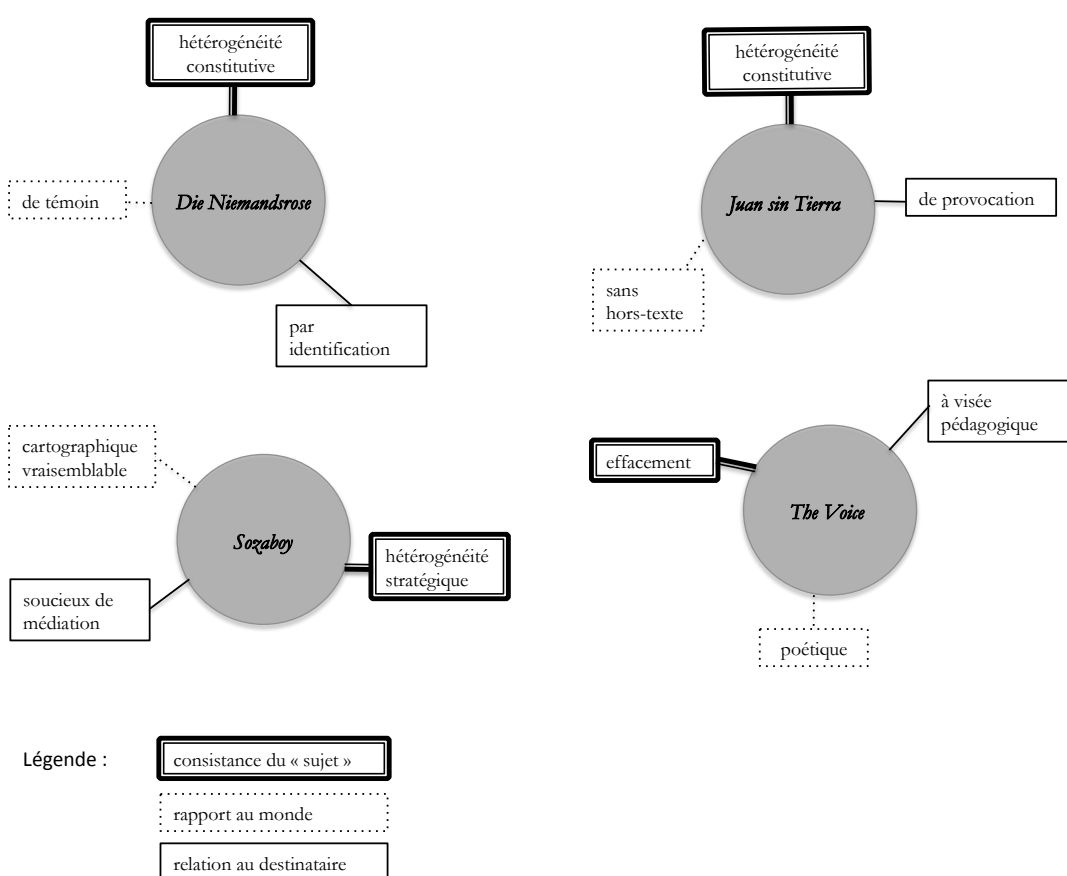 hétérogénéité
constitutive
de témoin
Die Niemandsrose
par
identification
hétérogénéité
constitutive
Juan sin Tierra
de provocation
sans
hors-texte
cartographique
vraisemblable
Sozaboy
hétérogénéité
stratégique
soucieux de
médiation
à visée
pédagogique
effacement
The Voice
poétique
Légende :
consistance du « sujet »
rapport au monde
relation au destinataire